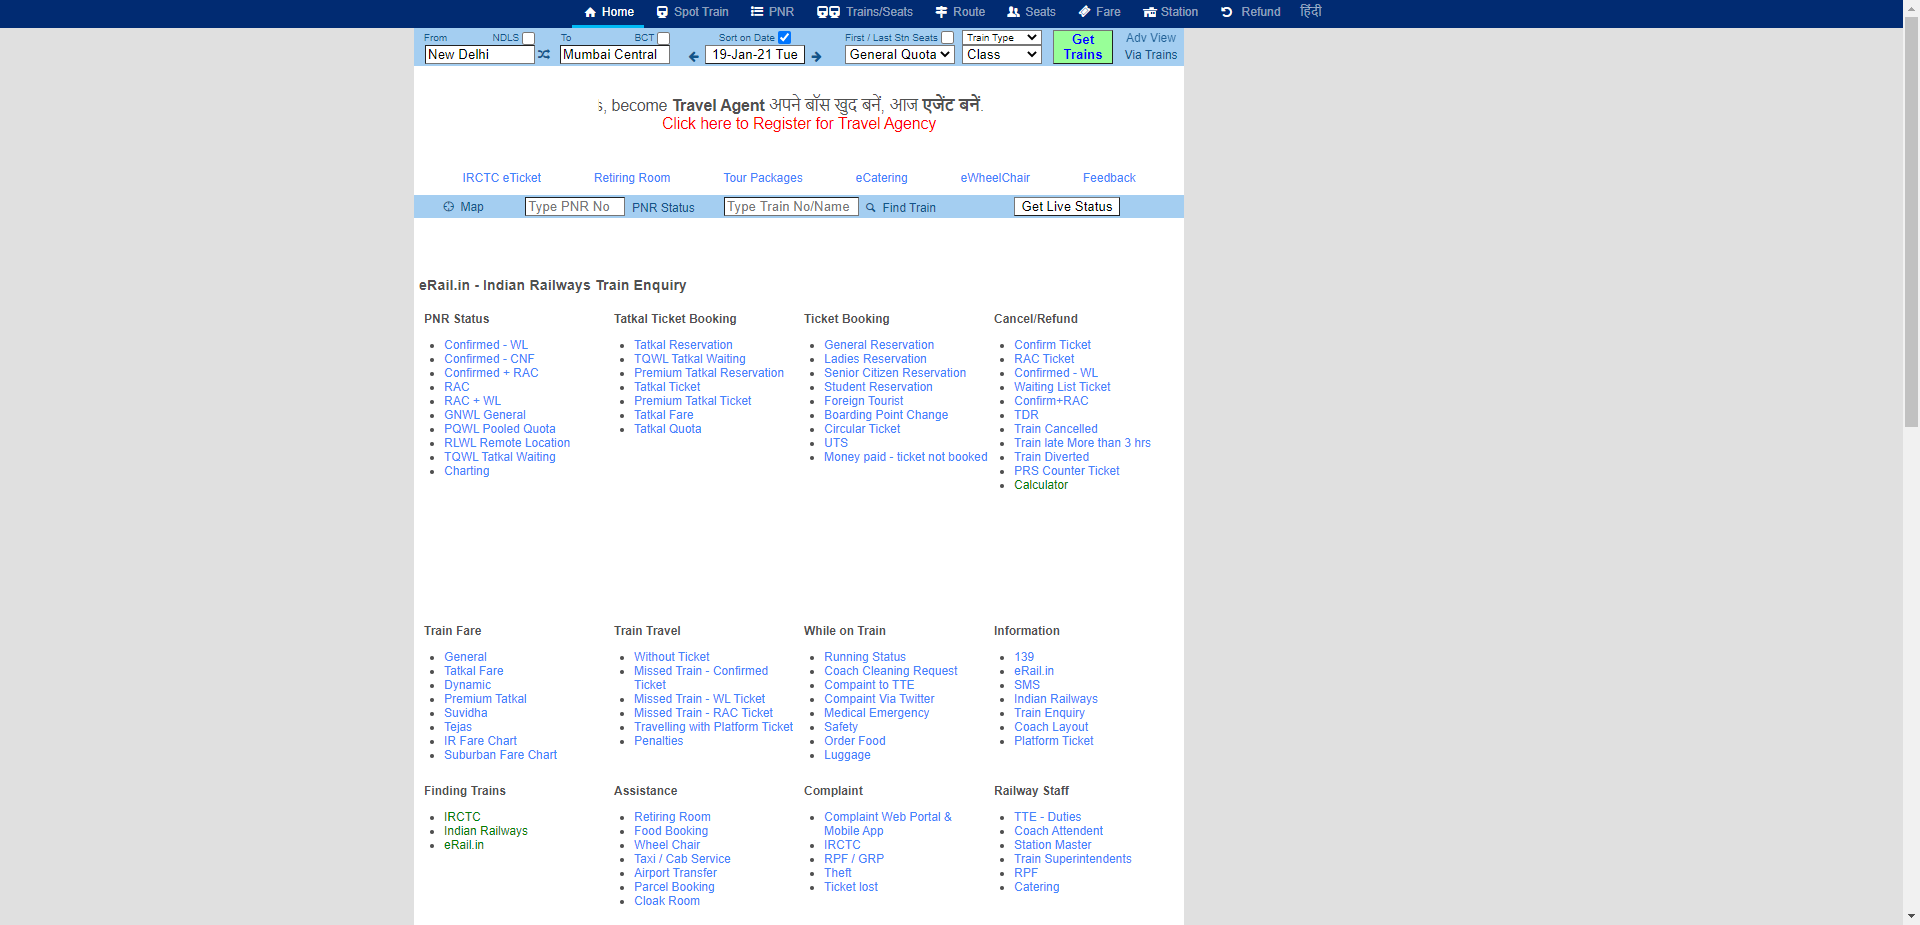 Home Spot Train PNR Trains/Seats Route Seats Fare Station Refund हिंदी
From NDLS To BCT Sort on Date First / Last Stn Seats Train Type Get Trains Adv View
New Delhi Mumbai Central 19-Jan-21 Tue General Quota Class Via Trains
, become Travel Agent अपने बॉस खुद बनें, आज एजेंट बनें.
Click here to Register for Travel Agency
IRCTC eTicket Retiring Room Tour Packages eCatering eWheelChair Feedback
Map Type PNR No PNR Status Type Train No/Name Find Train Get Live Status
eRail.in - Indian Railways Train Enquiry
PNR Status
Confirmed - WL
Confirmed - CNF
Confirmed + RAC
RAC
RAC + WL
GNWL General
PQWL Pooled Quota
RLWL Remote Location
TQWL Tatkal Waiting
Charting
Tatkal Ticket Booking
Tatkal Reservation
TQWL Tatkal Waiting
Premium Tatkal Reservation
Tatkal Ticket
Premium Tatkal Ticket
Tatkal Fare
Tatkal Quota
Ticket Booking
General Reservation
Ladies Reservation
Senior Citizen Reservation
Student Reservation
Foreign Tourist
Boarding Point Change
Circular Ticket
UTS
Money paid - ticket not booked
Cancel/Refund
Confirm Ticket
RAC Ticket
Confirmed - WL
Waiting List Ticket
Confirm+RAC
TDR
Train Cancelled
Train late More than 3 hrs
Train Diverted
PRS Counter Ticket
Calculator
Train Fare
General
Tatkal Fare
Dynamic
Premium Tatkal
Suvidha
Tejas
IR Fare Chart
Suburban Fare Chart
Train Travel
Without Ticket
Missed Train - Confirmed
Ticket
Missed Train - WL Ticket
Missed Train - RAC Ticket
Travelling with Platform Ticket
Penalties
While on Train
Running Status
Coach Cleaning Request
Compaint to TTE
Compaint Via Twitter
Medical Emergency
Safety
Order Food
Luggage
Information
139
eRail.in
SMS
Indian Railways
Train Enquiry
Coach Layout
Platform Ticket
Finding Trains
IRCTC
Indian Railways
eRail.in
Assistance
Retiring Room
Food Booking
Wheel Chair
Taxi / Cab Service
Airport Transfer
Parcel Booking
Cloak Room
Complaint
Complaint Web Portal &
Mobile App
IRCTC
RPF / GRP
Theft
Ticket lost
Railway Staff
TTE - Duties
Coach Attendent
Station Master
Train Superintendents
RPF
Catering